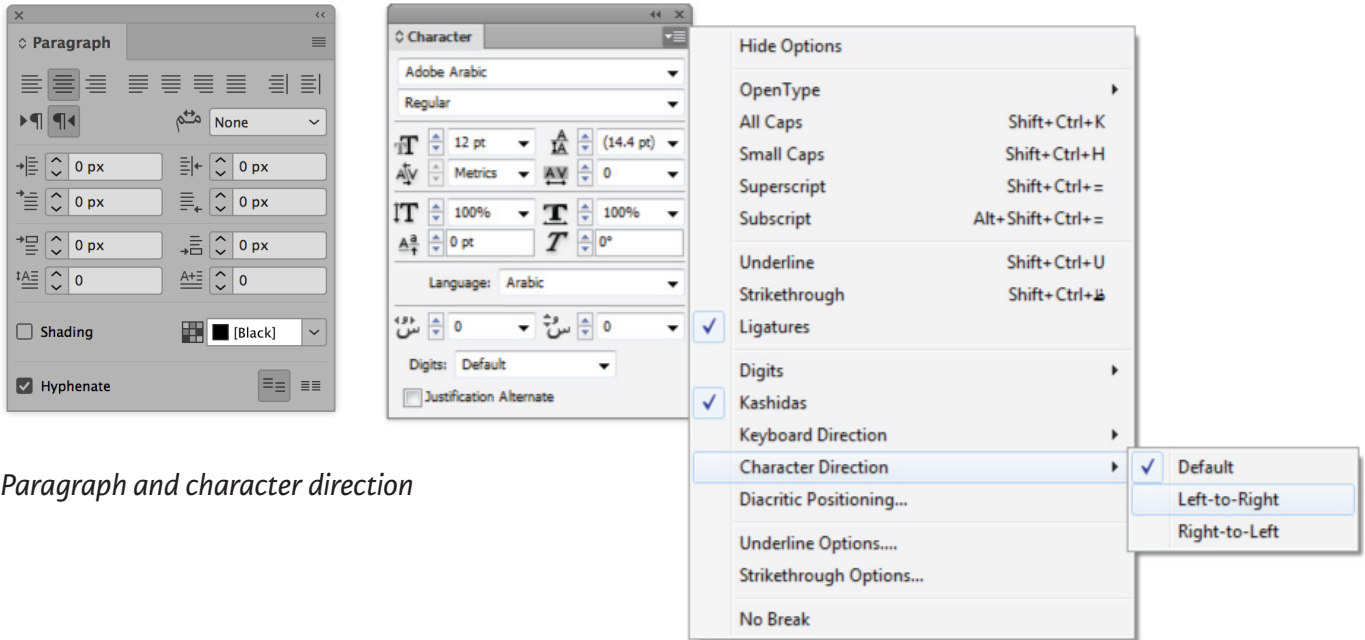 Paragraph
None
0 px
0 px
0 px
0 px
0 px
0 px
0
0
Shading
[Black]
Hyphenate
Character
Adobe Arabic
Regular
12 pt
(14.4 pt)
Metrics
0
100%
100%
0 pt
0°
Language: Arabic
0
0
Digits: Default
Justification Alternate
Hide Options
OpenType
All Caps Shift+Ctrl+K
Small Caps Shift+Ctrl+H
Superscript Shift+Ctrl+=
Subscript Alt+Shift+Ctrl+=
Underline Shift+Ctrl+U
Strikethrough Shift+Ctrl+
Ligatures
Digits
Kashidas
Keyboard Direction
Character Direction
Diacritic Positioning...
Underline Options....
Strikethrough Options...
No Break
Default
Left-to-Right
Right-to-Left
Paragraph and character direction